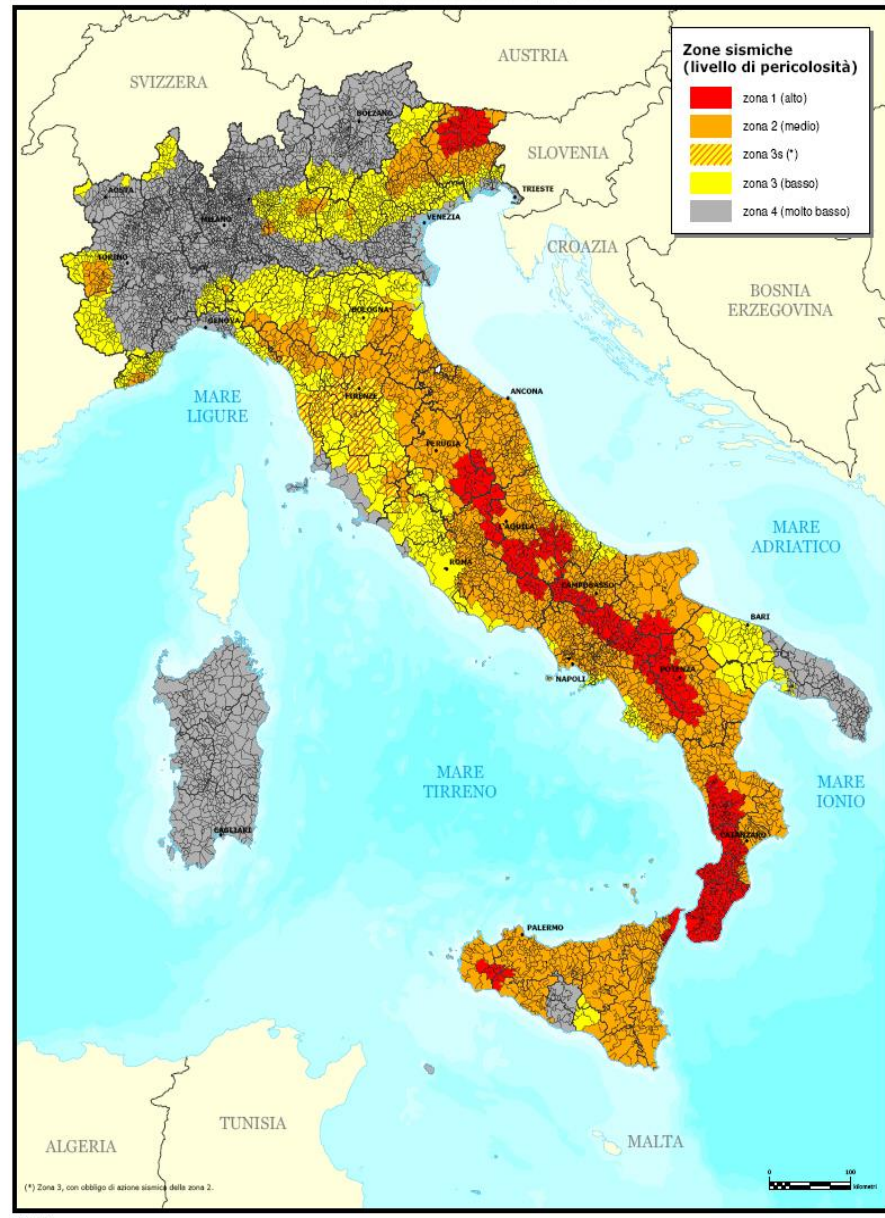 Zone sismiche
(livello di pericolosità)
zona 1 (alto)
zona 2 (medio)
zona 3s (*)
zona 3 (basso)
zona 4 (molto basso)
AUSTRIA
SVIZZERA
BOLZANO
SLOVENIA
AOSTA
TRIESTE
MILANO
VENEZIA
CROAZIA
TORINO
BOSNIA
ERZEGOVINA
BOLOGNA
GENOVA
MARE
LIGURE
FIRENZE
ANCONA
PERUGIA
L'AQUILA
MARE
ADRIATICO
ROMA
CAMPOBASSO
BARI
NAPOLI
POTENZA
MARE
TIRRENO
MARE
IONIO
CAGLIARI
CATANZARO
PALERMO
TUNISIA
ALGERIA
MALTA
0 100
kilometri
(*) Zona 3, con obbligo di azione sismica della zona 2.